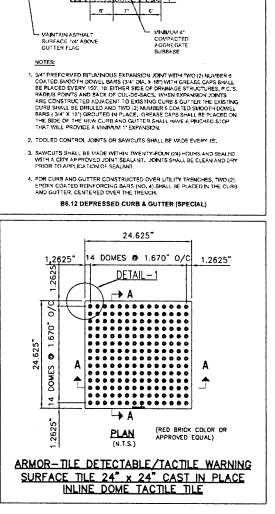 6"
6"
MAINTAIN ASPHALT
SURFACE 1/4" ABOVE
GUTTER FLAG
MINIMUM 4"
COMPACTED
AGGREGATE
SUBBASE
NOTES:
1. 3/4" PREFORMED BITUMINOUS EXPANSION JOINT WITH TWO (2) NUMBER 6
COATED SMOOTH DOWEL BARS (3/4" DIA. X 18") WITH GREASE CAPS SHALL
BE PLACED EVERY 150', 10' EITHER SIDE OF DRAINAGE STRUCTURES, P.C.'S,
RADIUS POINTS AND BACK OF CUL-DE-SACS. WHEN EXPANSION JOINTS
ARE CONSTRUCTED ADJACENT TO EXISTING CURB & GUTTER THE EXISTING
CURB SHALL BE DRILLED AND TWO (2) NUMBER 6 COATED SMOOTH DOWEL
BARS (3/4" X 18") GROUTED IN PLACE. GREASE CAPS SHALL BE PLACED ON
THE SIDE OF THE NEW CURB AND GUTTER SHALL HAVE A PINCHED STOP
THAT WILL PROVIDE A MINIMUM 1" EXPANSION.
2. TOOLED CONTROL JOINTS OR SAWCUTS SHALL BE MADE EVERY 15'.
3. SAWCUTS SHALL BE MADE WITHIN TWENTY-FOUR (24) HOURS AND SEALED
WITH A CITY APPROVED JOINT SEALANT. JOINTS SHALL BE CLEAN AND DRY
PRIOR TO APPLICATION OF SEALANT.
4. FOR CURB AND GUTTER CONSTRUCTED OVER UTILITY TRENCHES, TWO (2)
EPOXY COATED REINFORCING BARS (NO. 4) SHALL BE PLACED IN THE CURB
AND GUTTER, CENTERED OVER THE TRENCH.
B6.12 DEPRESSED CURB & GUTTER (SPECIAL)
24.625"
1.2625" 14 DOMES @ 1.670" O/C 1.2625"
DETAIL-1
A
1.2625"
24.625"
14 DOMES @ 1.670" O/C
A
A
A
1.2625"
PLAN
(N.T.S.)
(RED BRICK COLOR OR
APPROVED EQUAL)
ARMOR-TILE DETECTABLE/TACTILE WARNING
SURFACE TILE 24" x 24" CAST IN PLACE
INLINE DOME TACTILE TILE